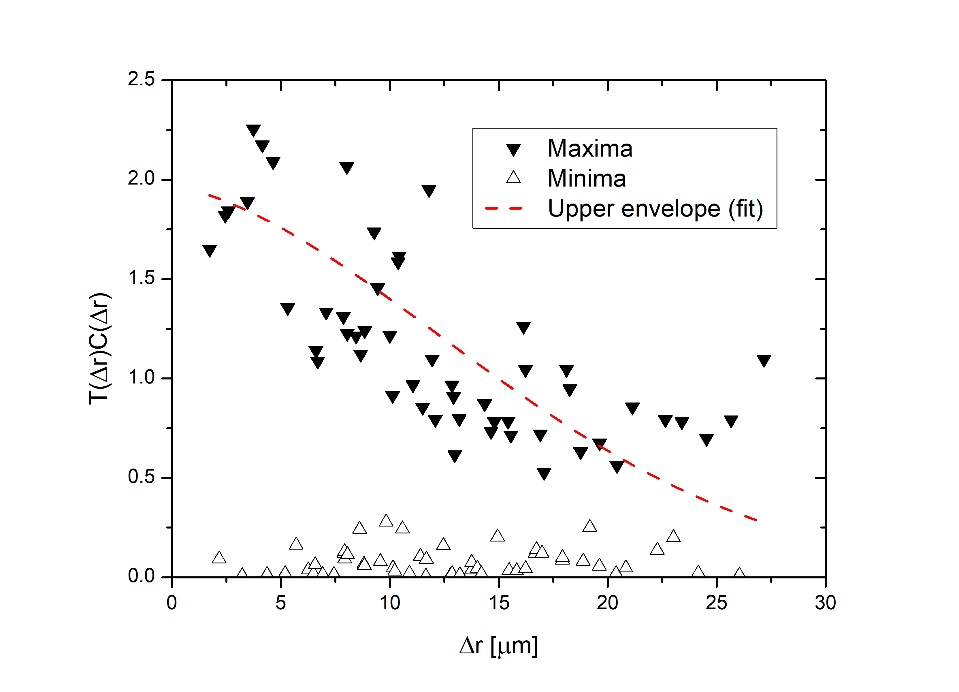 2.5
2.0
1.5
1.0
0.5
0.0
T(Δr)C(Δr)
Maxima
Minima
Upper envelope (fit)
0 5 10 15 20 25 30
Δr [μm]